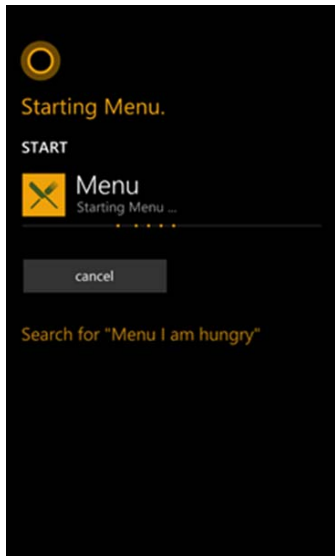 Starting Menu.
START
Menu
Starting Menu ...
cancel
Search for "Menu I am hungry"